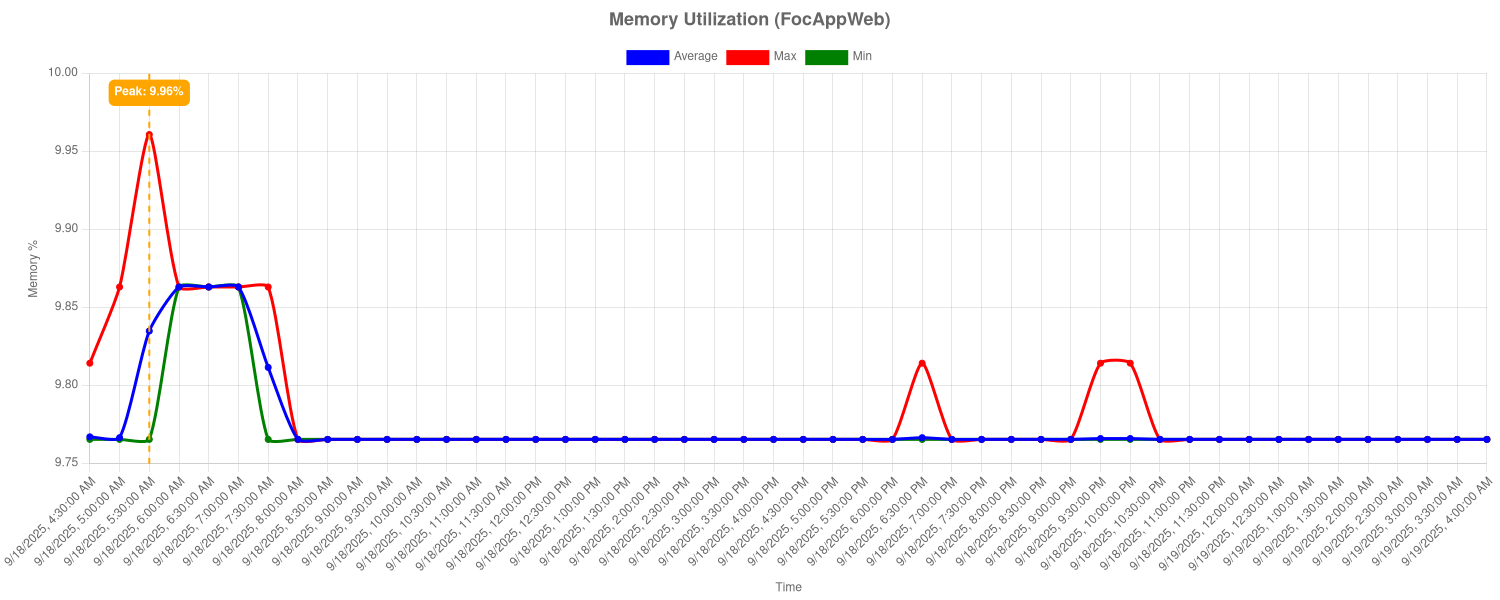 Memory Utilization (FocAppWeb)
Average Max Min
Peak: 9.96%
10.00
9.95
9.90
9.85
9.80
9.75
Memory %
9/18/2025, 4:30:00 AM
9/18/2025, 5:00:00 AM
9/18/2025, 5:30:00 AM
9/18/2025, 6:00:00 AM
9/18/2025, 6:30:00 AM
9/18/2025, 7:00:00 AM
9/18/2025, 7:30:00 AM
9/18/2025, 8:00:00 AM
9/18/2025, 8:30:00 AM
9/18/2025, 9:00:00 AM
9/18/2025, 9:30:00 AM
9/18/2025, 10:00:00 AM
9/18/2025, 10:30:00 AM
9/18/2025, 11:00:00 AM
9/18/2025, 11:30:00 AM
9/18/2025, 12:00:00 PM
9/18/2025, 12:30:00 PM
9/18/2025, 1:00:00 PM
9/18/2025, 1:30:00 PM
9/18/2025, 2:00:00 PM
9/18/2025, 2:30:00 PM
9/18/2025, 3:00:00 PM
9/18/2025, 3:30:00 PM
9/18/2025, 4:00:00 PM
9/18/2025, 4:30:00 PM
9/18/2025, 5:00:00 PM
9/18/2025, 5:30:00 PM
9/18/2025, 6:00:00 PM
9/18/2025, 6:30:00 PM
9/18/2025, 7:00:00 PM
9/18/2025, 7:30:00 PM
9/18/2025, 8:00:00 PM
9/18/2025, 8:30:00 PM
9/18/2025, 9:00:00 PM
9/18/2025, 9:30:00 PM
9/18/2025, 10:00:00 PM
9/18/2025, 10:30:00 PM
9/18/2025, 11:00:00 PM
9/18/2025, 11:30:00 PM
9/19/2025, 12:00:00 AM
9/19/2025, 12:30:00 AM
9/19/2025, 1:00:00 AM
9/19/2025, 1:30:00 AM
9/19/2025, 2:00:00 AM
9/19/2025, 2:30:00 AM
9/19/2025, 3:00:00 AM
9/19/2025, 3:30:00 AM
9/19/2025, 4:00:00 AM
Time